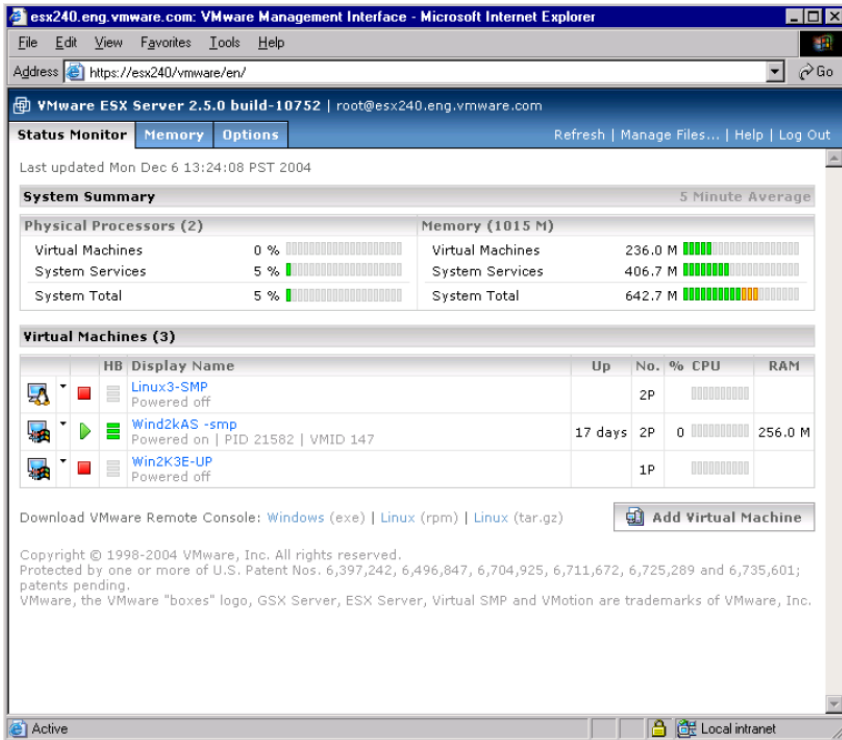 esx240.eng.vmware.com: VMware Management Interface - Microsoft Internet Explorer
File Edit View Favorites Tools Help
Address https://esx240/vmware/en/ Go
VMware ESX Server 2.5.0 build-10752 | root@esx240.eng.vmware.com
Status Monitor Memory Options Refresh | Manage Files... | Help | Log Out
Last updated Mon Dec 6 13:24:08 PST 2004
System Summary 5 Minute Average
Physical Processors (2) Memory (1015 M)
Virtual Machines 0 % Virtual Machines 236.0 M
System Services 5 % System Services 406.7 M
System Total 5 % System Total 642.7 M
Virtual Machines (3)
HB Display Name Up No. % CPU RAM
Linux3-SMP
Powered off 2P
Wind2kAS -smp
Powered on | PID 21582 | VMID 147 17 days 2P 0 256.0 M
Win2K3E-UP
Powered off 1P
Download VMware Remote Console: Windows (exe) | Linux (rpm) | Linux (tar.gz) Add Virtual Machine
Copyright © 1998-2004 VMware, Inc. All rights reserved.
Protected by one or more of U.S. Patent Nos. 6,397,242, 6,496,847, 6,704,925, 6,711,672, 6,725,289 and 6,735,601;
patents pending.
VMware, the VMware "boxes" logo, GSX Server, ESX Server, Virtual SMP and VMotion are trademarks of VMware, Inc.
Active Local intranet